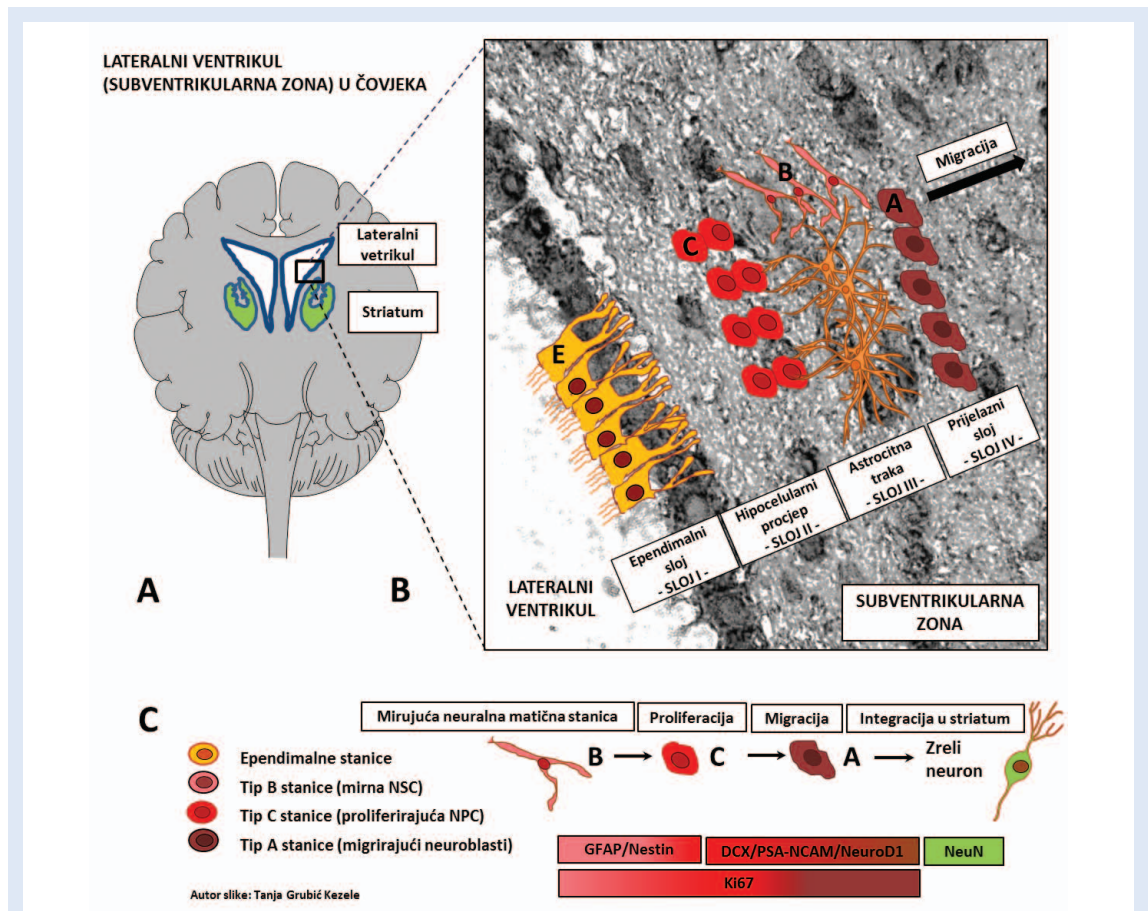 LATERALNI VENTRIKUL
(SUBVENTRIKULARNA ZONA) U ČOVJEKA
Lateralni
vetrikul
Striatum
A
B
Migracija
B
A
C
E
Ependimalni
sloj
- SLOJ I -
Hipocelularni
procjep
- SLOJ II -
Astrocitna
traka
- SLOJ III -
Prijelazni
sloj
- SLOJ IV -
LATERALNI
VENTRIKUL
SUBVENTRIKULARNA
ZONA
C
Mirujuća neuralna matična stanica
Proliferacija
Migracija
Integracija u striatum
B
C
A
Zreli
neuron
Ependimalne stanice
Tip B stanice (mirna NSC)
Tip C stanice (proliferirajuća NPC)
Tip A stanice (migrirajući neuroblasti)
GFAP/Nestin
DCX/PSA-NCAM/NeuroD1
NeuN
Ki67
Autor slike: Tanja Grubić Kezele